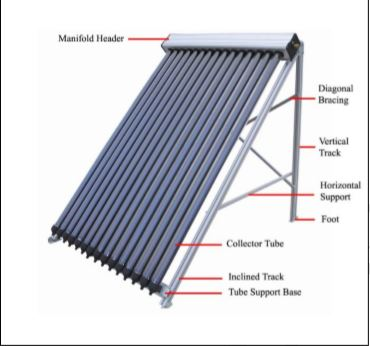 Manifold Header
Diagonal
Bracing
Vertical
Track
Horizontal
Support
Foot
Collector Tube
Inclined Track
Tube Support Base